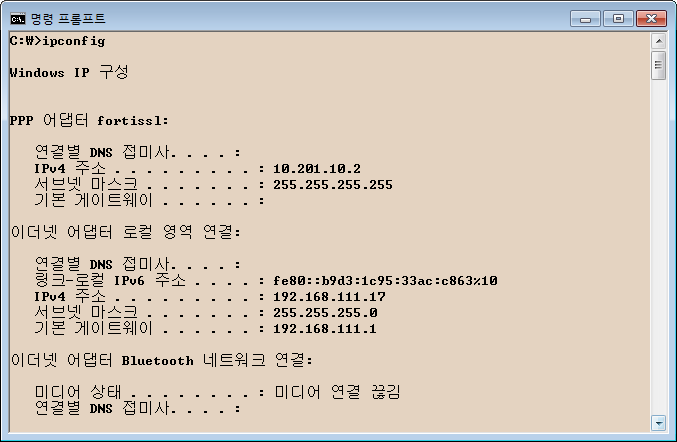 명령 프롬프트
C:\>ipconfig
Windows IP 구성
PPP 어댑터 fortissl:
연결별 DNS 접미사. . . . :
IPv4 주소 . . . . . . . . . : 10.201.10.2
서브넷 마스크 . . . . . . . : 255.255.255.255
기본 게이트웨이 . . . . . . :
이더넷 어댑터 로컬 영역 연결:
연결별 DNS 접미사. . . . :
링크-로컬 IPv6 주소 . . . . : fe80::b9d3:1c95:33ac:c863%10
IPv4 주소 . . . . . . . . . : 192.168.111.17
서브넷 마스크 . . . . . . . : 255.255.255.0
기본 게이트웨이 . . . . . . : 192.168.111.1
이더넷 어댑터 Bluetooth 네트워크 연결:
미디어 상태 . . . . . . . . : 미디어 연결 끊김
연결별 DNS 접미사. . . . :